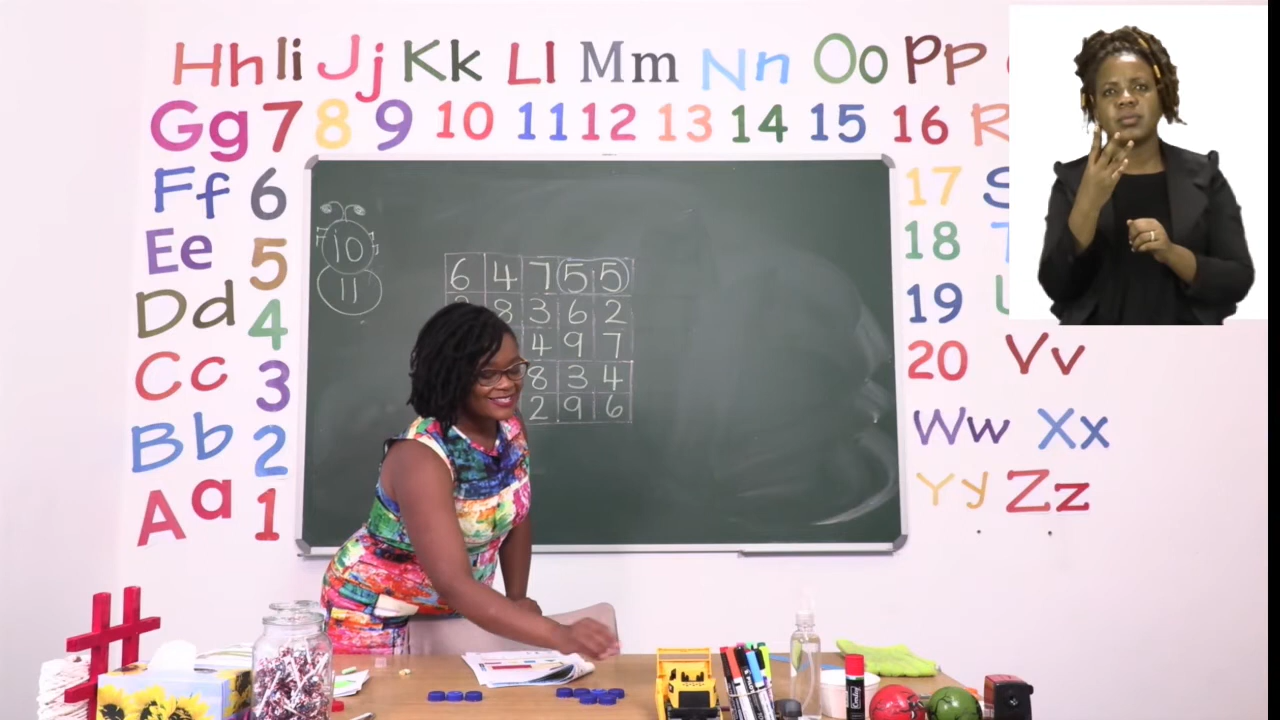 Hh Ii Jj Kk Ll Mm Nn Oo Pp
Gg 7 8 9 10 11 12 13 14 15 16 R
Ff 6
17 S
Ee 5
18 T
Dd 4
19 U
Cc 3
20 Vv
Bb 2
Ww Xx
Aa 1
Yy Zz
10
11
6 4 7 5 5
8 3 6 2
4 9 7
8 3 4
2 9 6